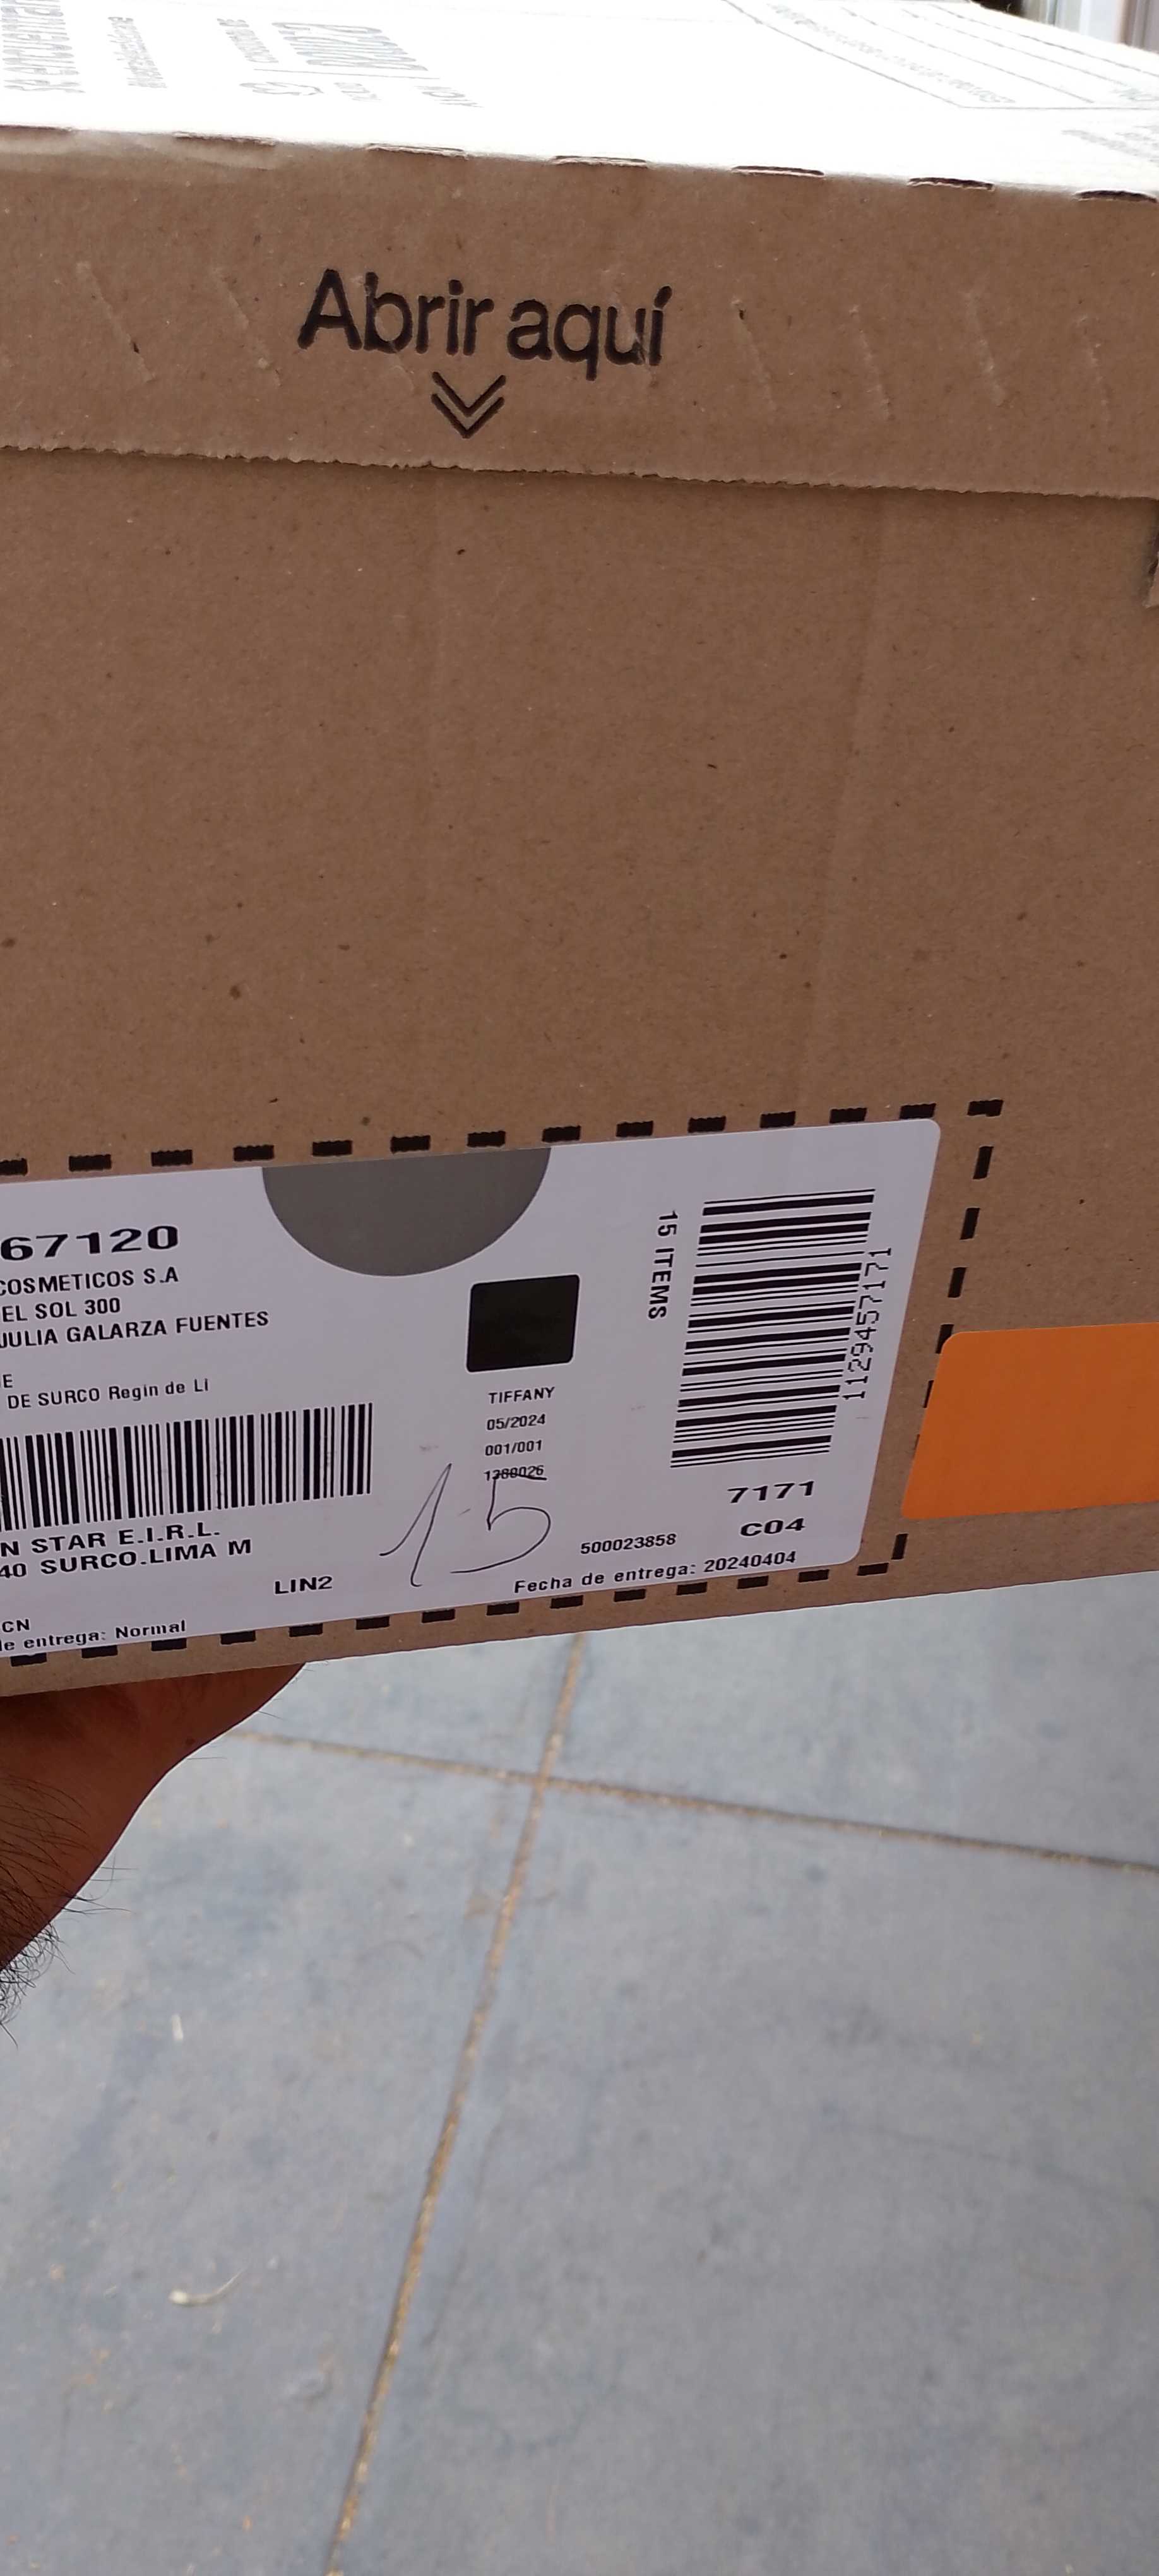 Abrir aquí
67120
COSMETICOS S.A
EL SOL 300
JULIA GALARZA FUENTES
E
DE SURCO Regin de Li
N STAR E.I.R.L.
40 SURCO.LIMA M
LIN2
CN
de entrega: Normal
TIFFANY
05/2024
001/001
1380026
15
15 ITEMS
1129457171
7171
C04
500023858
Fecha de entrega: 20240404